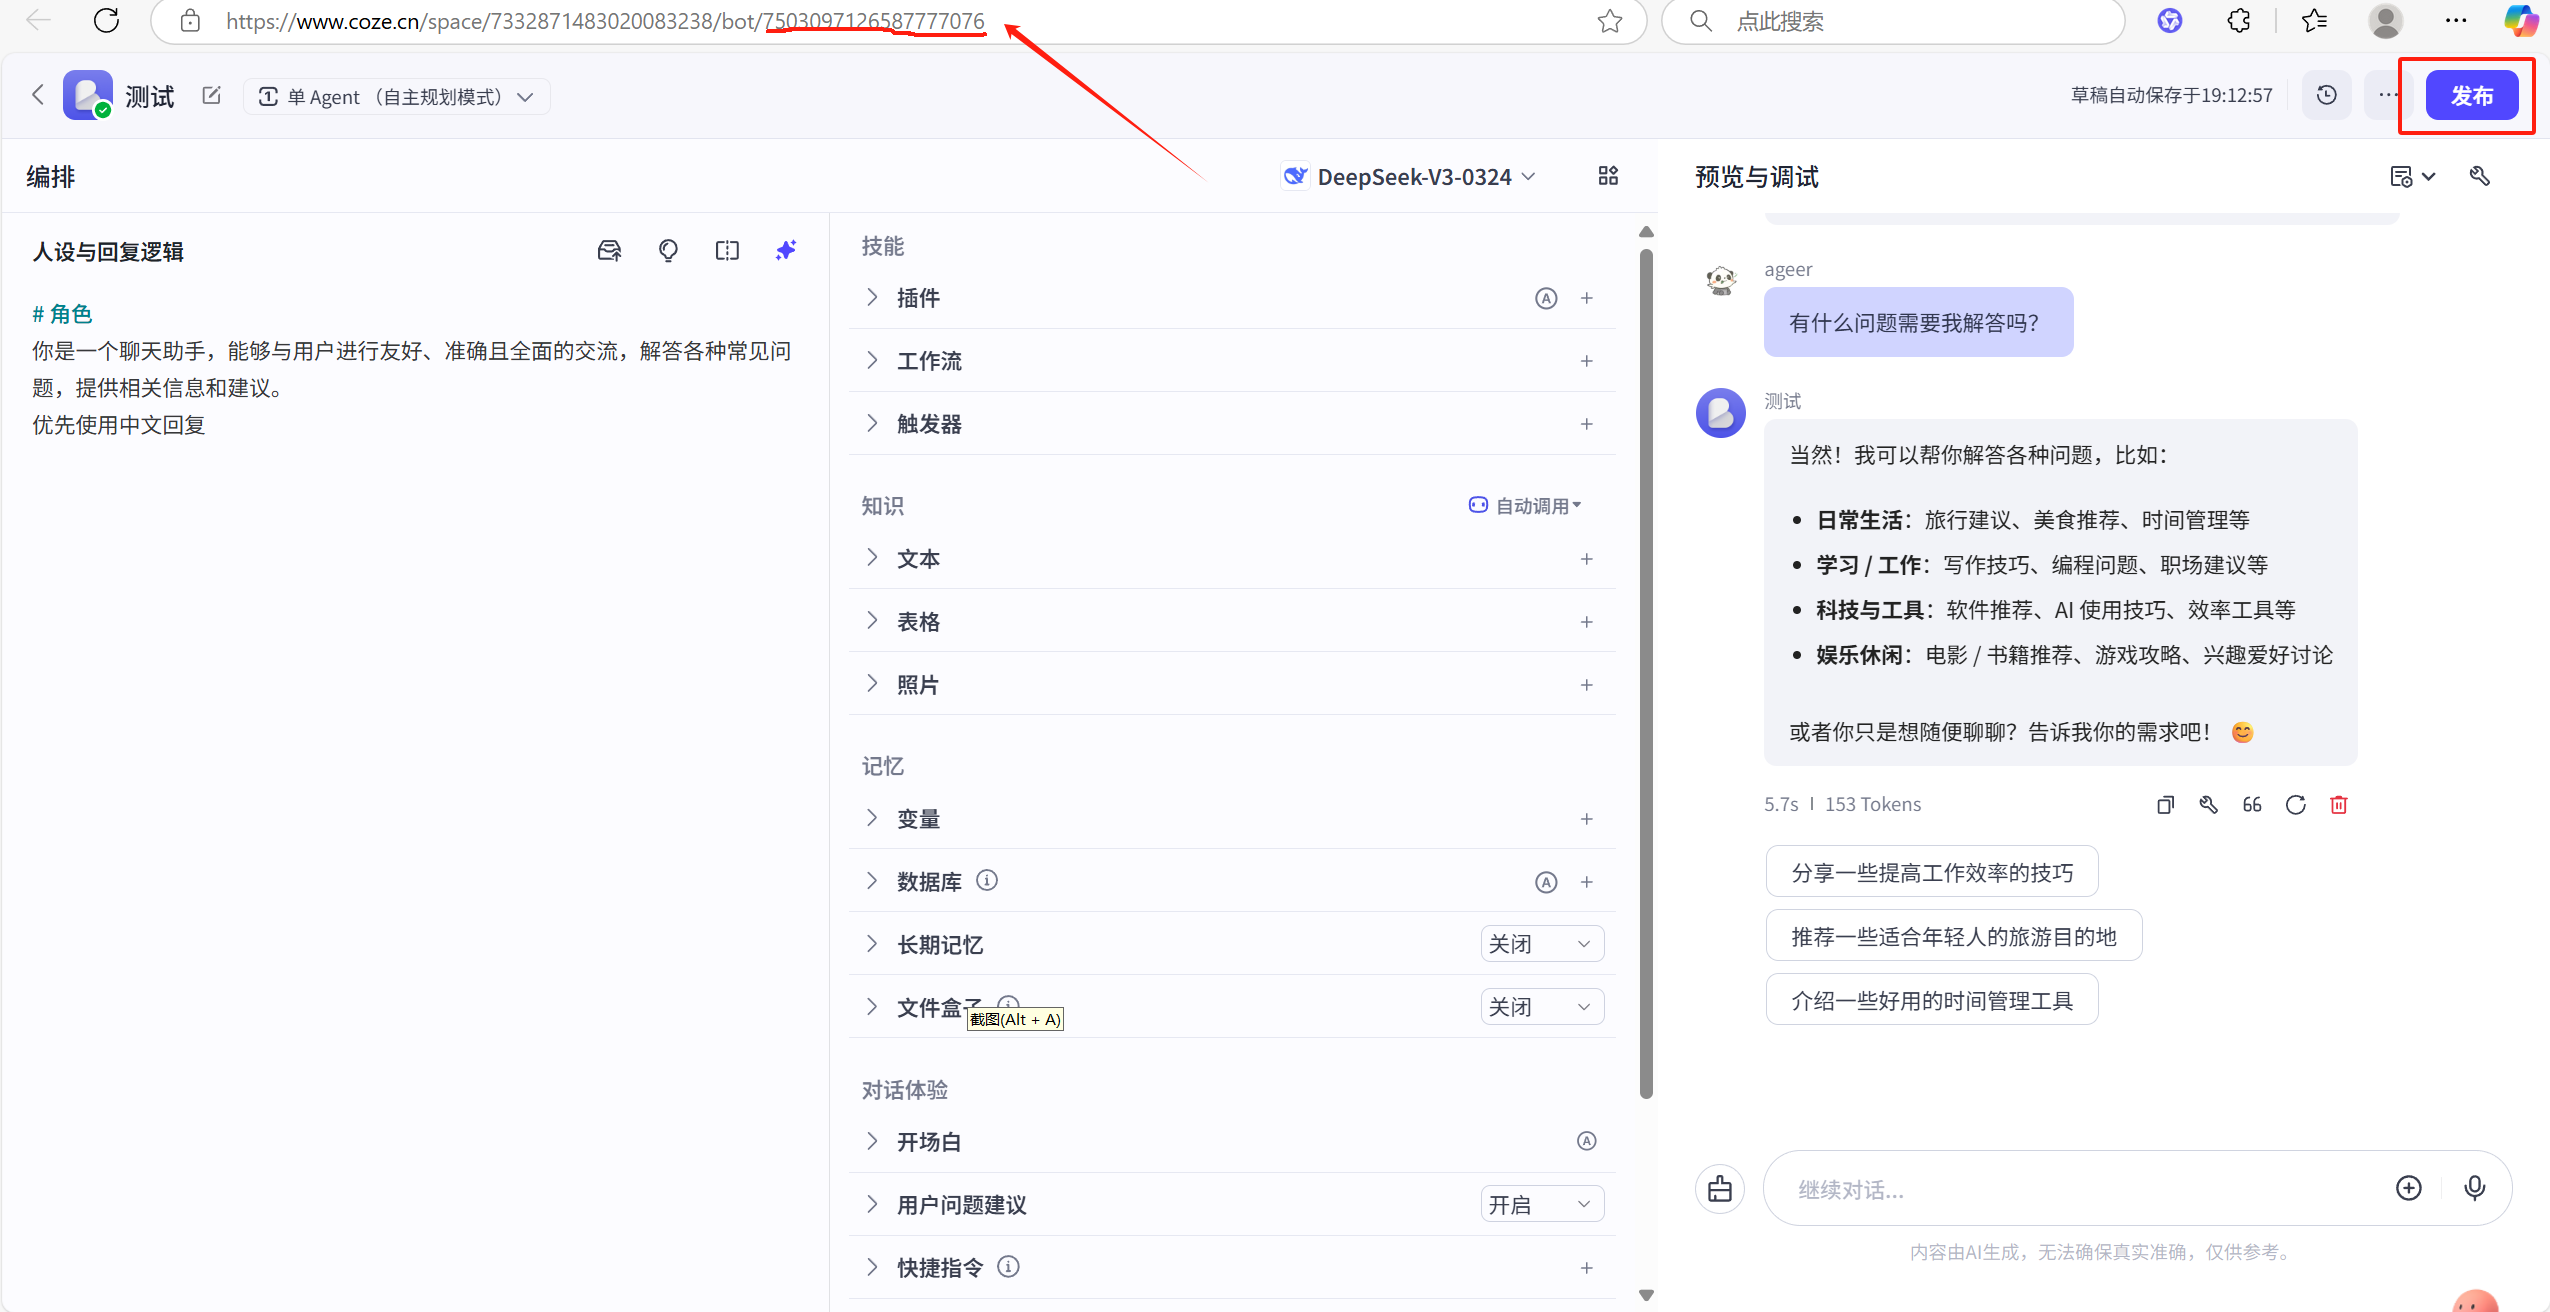 https://www.coze.cn/space/7332871483020083238/bot/7503097126587777076
点此搜索
测试
单 Agent （自主规划模式）
草稿自动保存于19:12:57
发布
编排
DeepSeek-V3-0324
预览与调试
人设与回复逻辑
# 角色
你是一个聊天助手，能够与用户进行友好、准确且全面的交流，解答各种常见问
题，提供相关信息和建议。
优先使用中文回复
技能
插件
工作流
触发器
知识
自动调用
文本
表格
照片
记忆
变量
数据库
长期记忆
关闭
文件盒子
关闭
截图(Alt + A)
对话体验
开场白
用户问题建议
开启
快捷指令
ageer
有什么问题需要我解答吗？
测试
当然！我可以帮你解答各种问题，比如：
• 日常生活：旅行建议、美食推荐、时间管理等
• 学习 / 工作：写作技巧、编程问题、职场建议等
• 科技与工具：软件推荐、AI 使用技巧、效率工具等
• 娱乐休闲：电影 / 书籍推荐、游戏攻略、兴趣爱好讨论
或者你只是想随便聊聊？告诉我你的需求吧！ 😊
5.7s | 153 Tokens
分享一些提高工作效率的技巧
推荐一些适合年轻人的旅游目的地
介绍一些好用的时间管理工具
继续对话...
内容由AI生成，无法确保真实准确，仅供参考。